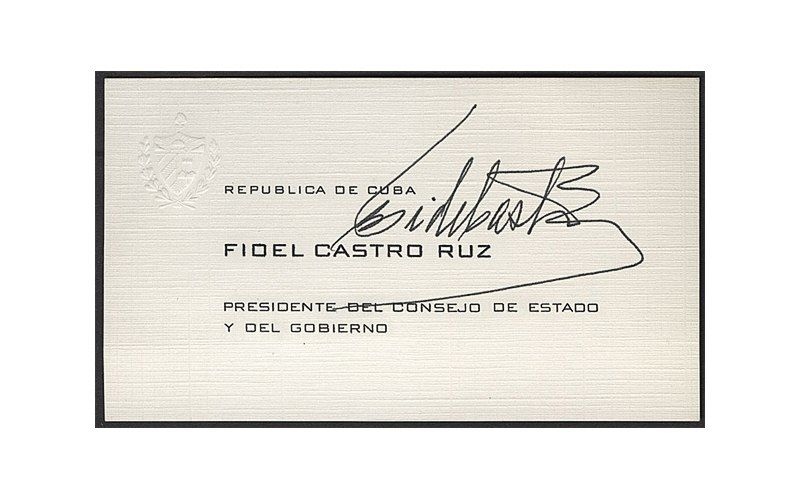 REPUBLICA DE CUBA
FIDEL CASTRO RUZ
PRESIDENTE DEL CONSEJO DE ESTADO
Y DEL GOBIERNO